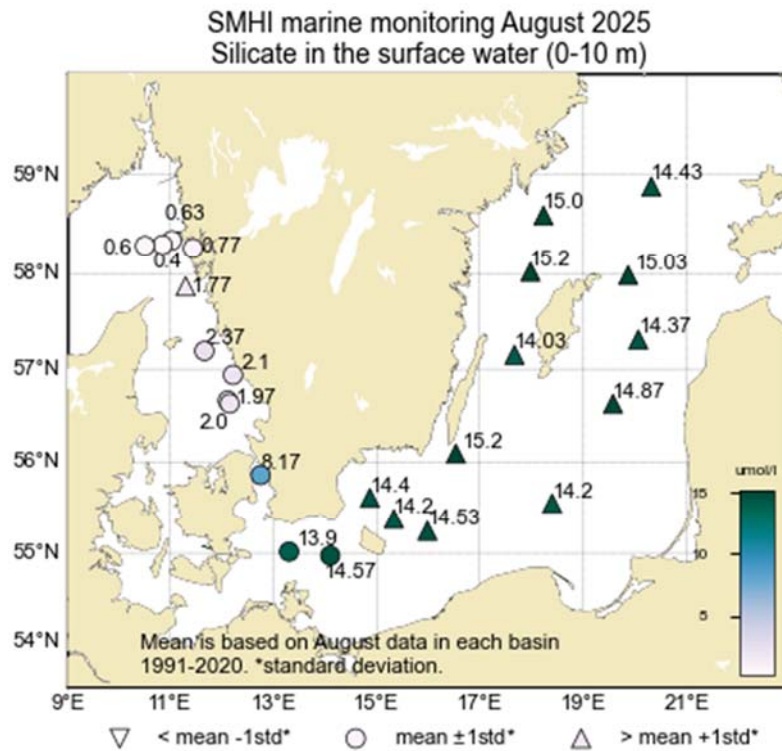 SMHI marine monitoring August 2025
Silicate in the surface water (0-10 m)
59°N
58°N
57°N
56°N
55°N
54°N
14.43
0.63
15.0
0.6
0.77
0.4
15.2
15.03
1.77
2.37
14.03
14.37
2.1
1.97
14.87
2.0
15.2
8.17
umol/l
14.4
14.2
14.2
15
14.53
13.9
10
14.57
5
Mean is based on August data in each basin
1991-2020. *standard deviation.
9°E 11°E 13°E 15°E 17°E 19°E 21°E
< mean -1std* mean ±1std* > mean +1std*